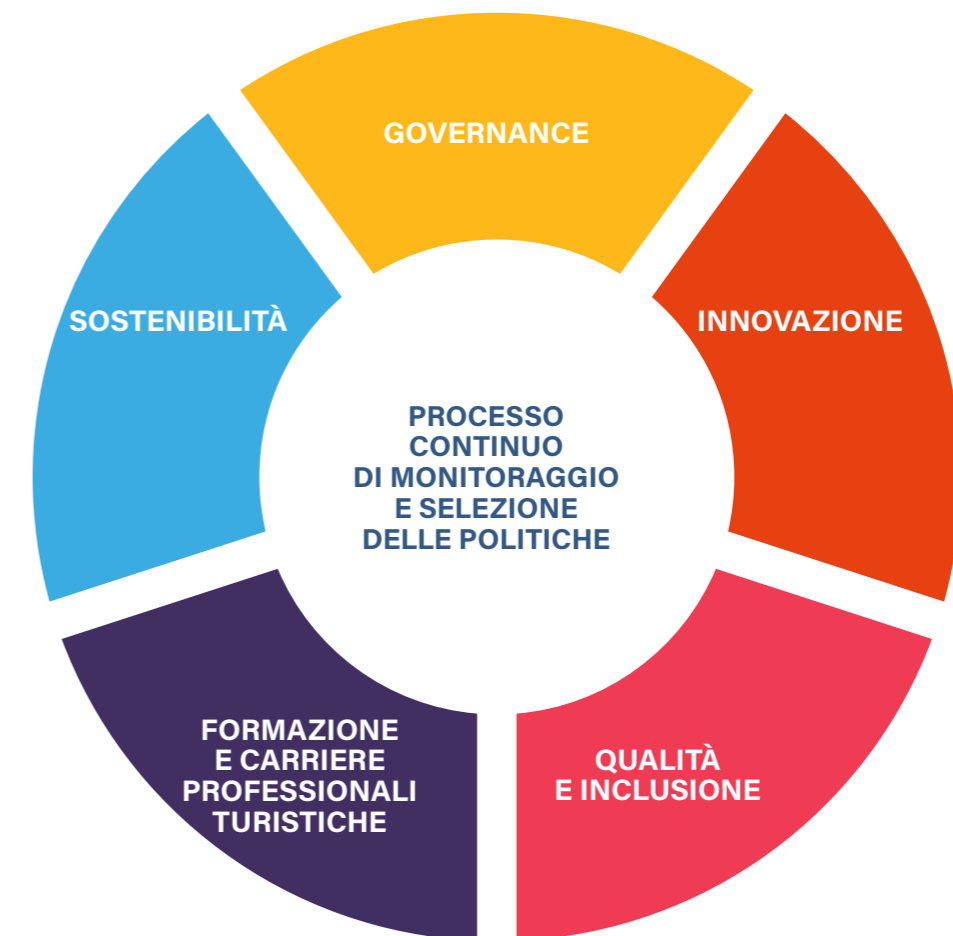 GOVERNANCE
SOSTENIBILITÀ
INNOVAZIONE
PROCESSO
CONTINUO
DI MONITORAGGIO
E SELEZIONE
DELLE POLITICHE
FORMAZIONE
E CARRIERE
PROFESSIONALI
TURISTICHE
QUALITÀ
E INCLUSIONE